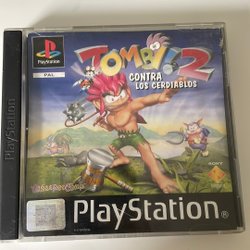 PlayStation
PAL
TOMBI! 2
CONTRA
LOS CERDIABLOS
SONY
PlayStation